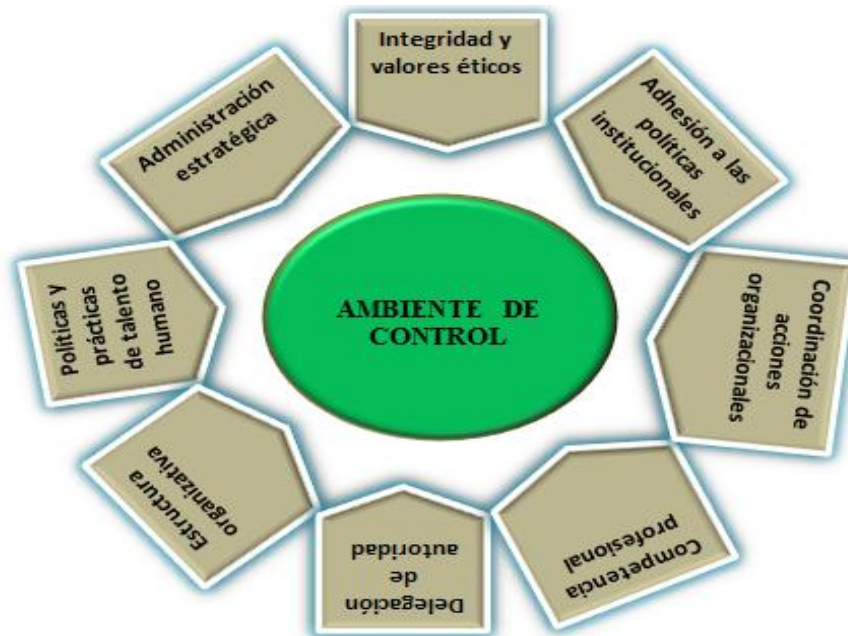 Integridad y
valores éticos
Adhesión a las
políticas
institucionales
Coordinación de
acciones
organizacionales
Competencia
profesional
Delegación
de
autoridad
Estructura
organizativa
Políticas y
prácticas
de talento
humano
Administración
estratégica
AMBIENTE DE
CONTROL